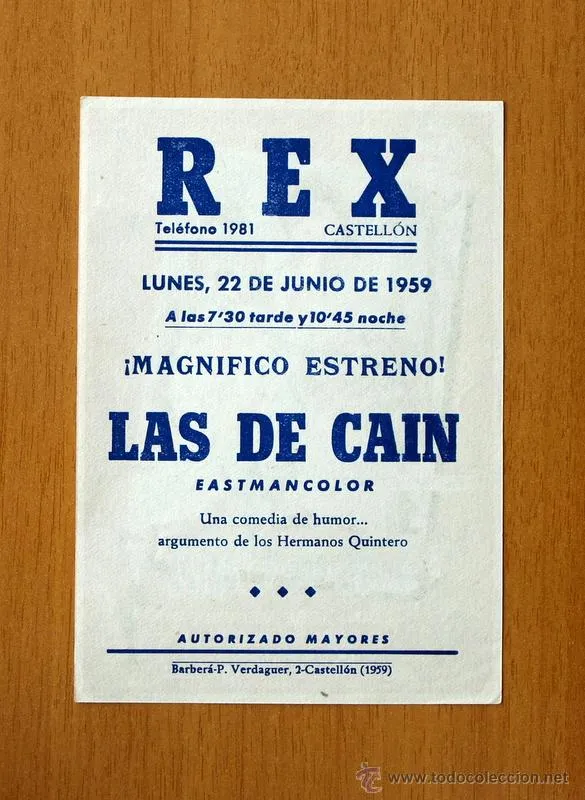 REX
Teléfono 1981 CASTELLÓN
LUNES, 22 DE JUNIO DE 1959
A las 7'30 tarde y 10'45 noche
¡MAGNIFICO ESTRENO!
LAS DE CAIN
EASTMANCOLOR
Una comedia de humor...
argumento de los Hermanos Quintero
AUTORIZADO MAYORES
Barberá-P. Verdaguer, 2-Castellón (1959)
© www.todocoleccion.net